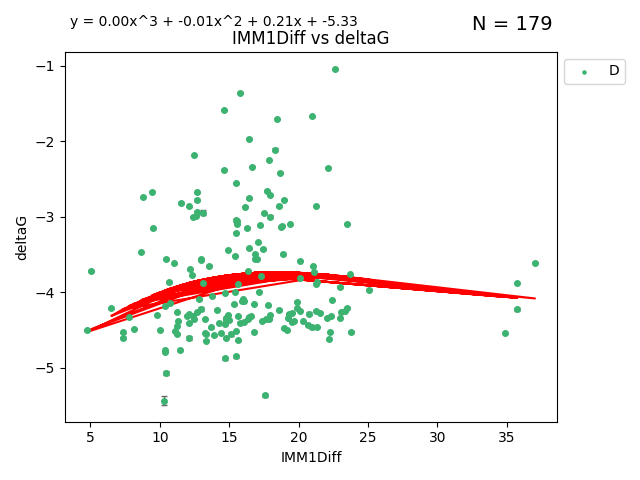 y = 0.00x^3 + -0.01x^2 + 0.21x + -5.33
N = 179
IMM1Diff vs deltaG
D
−1
−2
−3
−4
−5
deltaG
5 10 15 20 25 30 35
IMM1Diff